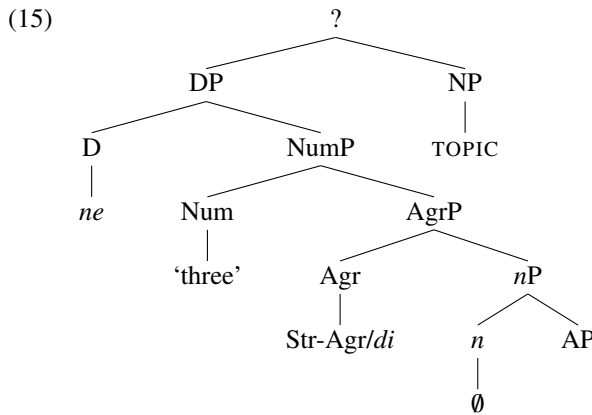 (15) ?
DP NP
D NumP TOPIC
ne Num AgrP
‘three’ Agr nP
Str-Agr/di n AP
∅